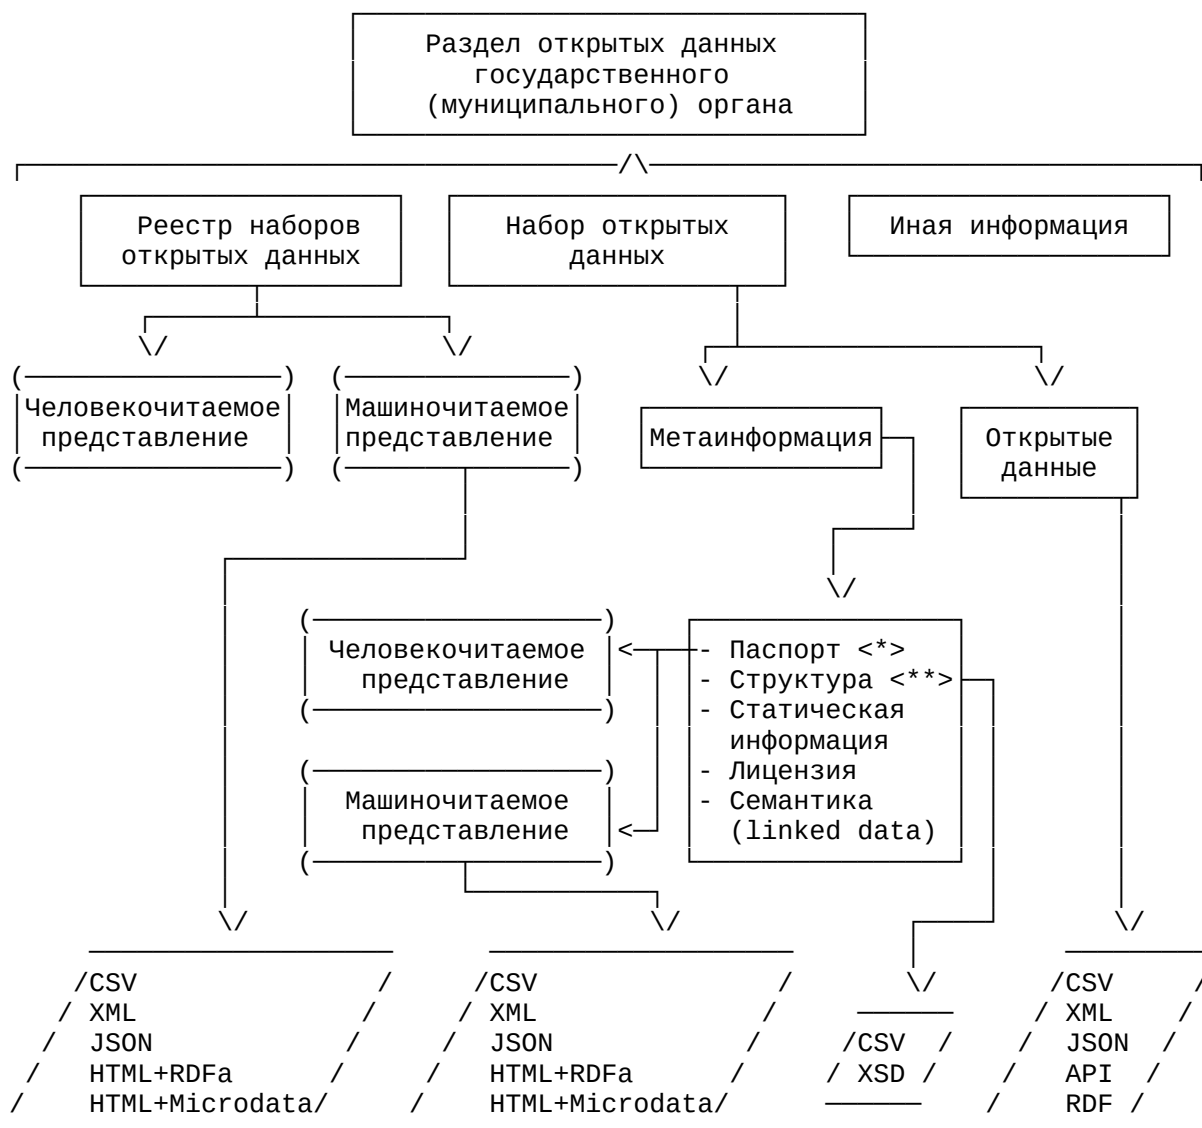 Раздел открытых данных
государственного
(муниципального) органа
Реестр наборов
открытых данных
Набор открытых
данных
Иная информация
Человекочитаемое
представление
Машиночитаемое
представление
Метаинформация
Открытые
данные
Человекочитаемое
представление
Машиночитаемое
представление
- Паспорт <*>
- Структура <**>
- Статическая
информация
- Лицензия
- Семантика
(linked data)
CSV
XML
JSON
HTML+RDFa
HTML+Microdata
CSV
XML
JSON
HTML+RDFa
HTML+Microdata
CSV
XSD
CSV
XML
JSON
API
RDF